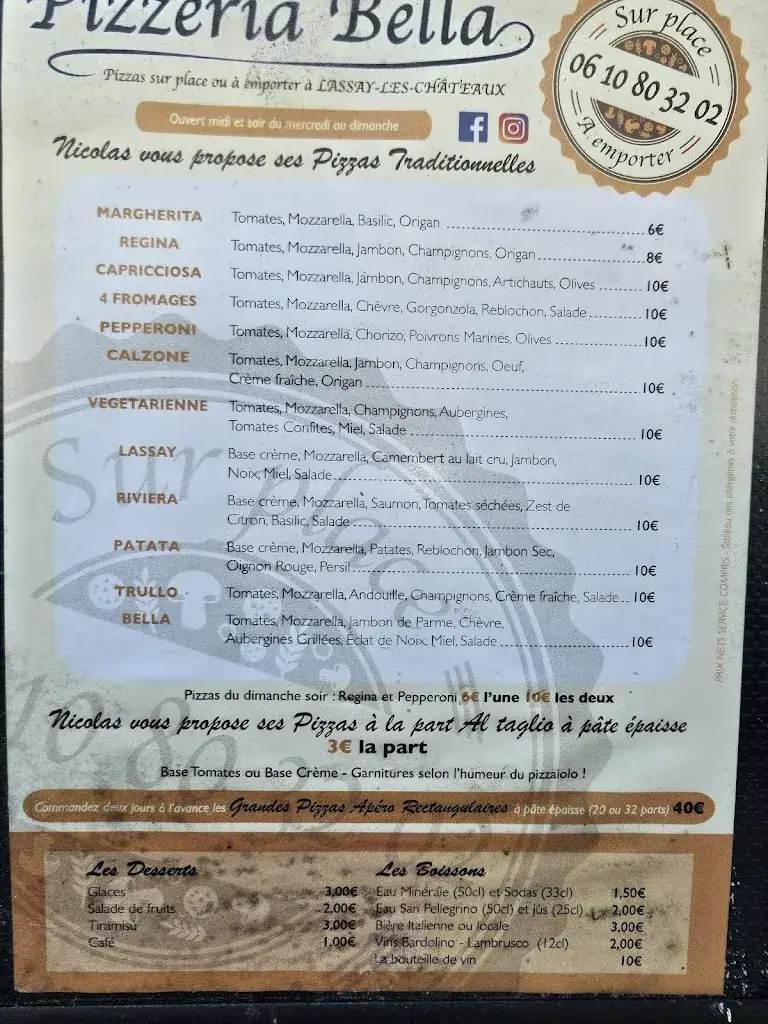 Pizzeria Bella
Pizzas sur place ou à emporter à LASSAY-LES-CHÂTEAUX
Sur place
06 10 80 32 02
A emporter
Ouvert midi et soir du mercredi au dimanche
Nicolas vous propose ses Pizzas Traditionnelles
MARGHERITA Tomates, Mozzarella, Basilic, Origan 6€
REGINA Tomates, Mozzarella, Jambon, Champignons, Origan 8€
CAPRICCIOSA Tomates, Mozzarella, Jambon, Champignons, Artichauts, Olives 10€
4 FROMAGES Tomates, Mozzarella, Chèvre, Gorgonzola, Reblochon, Salade 10€
PEPPERONI Tomates, Mozzarella, Chorizo, Poivrons Marinés, Olives 10€
CALZONE Tomates, Mozzarella, Jambon, Champignons, Oeuf,
Crème fraîche, Origan 10€
VEGETARIENNE Tomates, Mozzarella, Champignons, Aubergines,
Tomates Confites, Miel, Salade 10€
LASSAY Base crème, Mozzarella, Camembert au lait cru, Jambon,
Noix, Miel, Salade 10€
RIVIERA Base crème, Mozzarella, Saumon, Tomates séchées, Zest de
Citron, Basilic, Salade 10€
PATATA Base crème, Mozzarella, Patates, Reblochon, Jambon Sec,
Oignon Rouge, Persil 10€
TRULLO Tomates, Mozzarella, Andouille, Champignons, Crème fraîche, Salade 10€
BELLA Tomates, Mozzarella, Jambon de Parme, Chèvre,
Aubergines Grillées, Éclat de Noix, Miel, Salade 10€
PRIX NETS SERVICE COMPRIS - Tableau des allergènes à votre disposition
Sur place
10 80 32
Pizzas du dimanche soir : Regina et Pepperoni 6€ l'une 10€ les deux
Nicolas vous propose ses Pizzas à la part Al taglio à pâte épaisse
3€ la part
Base Tomates ou Base Crème - Garnitures selon l'humeur du pizzaiolo !
Commandez deux jours à l'avance les Grandes Pizzas Apéro Rectangulaires à pâte épaisse (20 ou 32 parts) 40€
Les Desserts
Glaces 3,00€
Salade de fruits 2,00€
Tiramisu 3,00€
Café 1,00€
Les Boissons
Eau Minérale (50cl) et Sodas (33cl) 1,50€
Eau San Pellegrino (50cl) et jus (25cl) 2,00€
Bière Italienne ou locale 3,00€
Vins Bardolino - Lambrusco (12cl) 2,00€
La bouteille de vin 10€